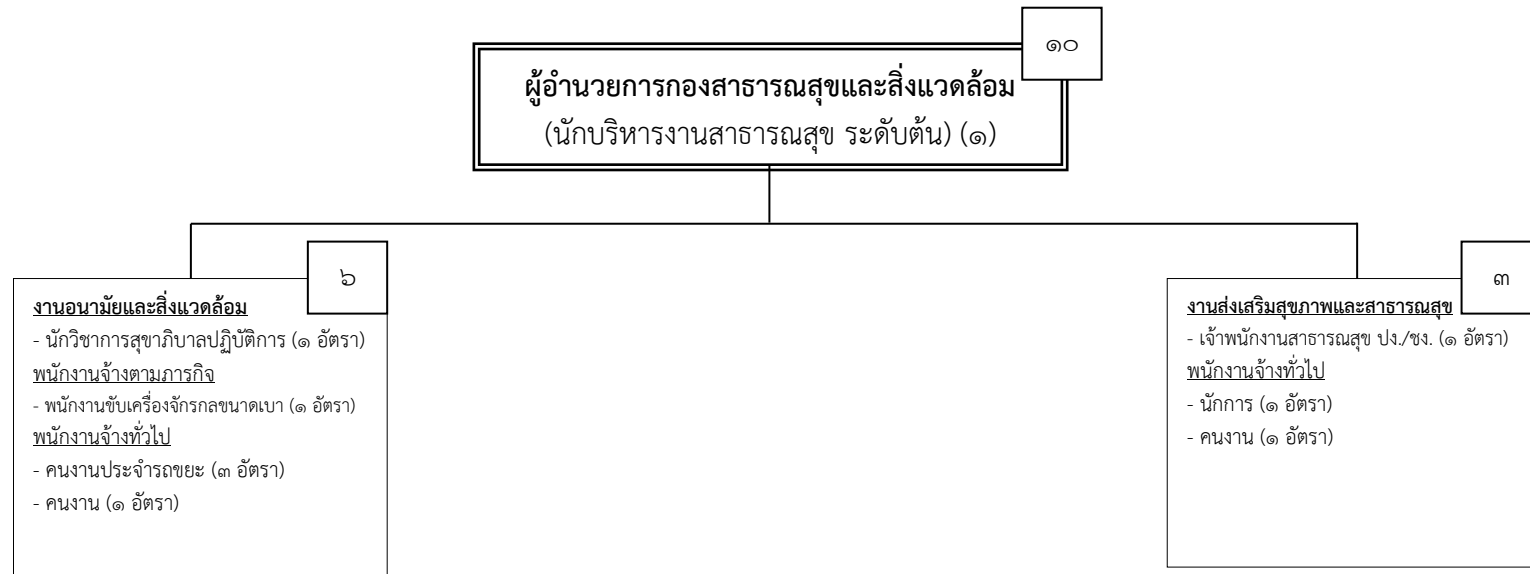 ๑๐
ผู้อำนวยการกองสาธารณสุขและสิ่งแวดล้อม
(นักบริหารงานสาธารณสุข ระดับต้น) (๑)
๖
งานอนามัยและสิ่งแวดล้อม
- นักวิชาการสุขาภิบาลปฏิบัติการ (๑ อัตรา)
พนักงานจ้างตามภารกิจ
- พนักงานขับเครื่องจักรกลขนาดเบา (๑ อัตรา)
พนักงานจ้างทั่วไป
- คนงานประจำรถขยะ (๓ อัตรา)
- คนงาน (๑ อัตรา)
๓
งานส่งเสริมสุขภาพและสาธารณสุข
- เจ้าพนักงานสาธารณสุข ปง./ชง. (๑ อัตรา)
พนักงานจ้างทั่วไป
- นักการ (๑ อัตรา)
- คนงาน (๑ อัตรา)